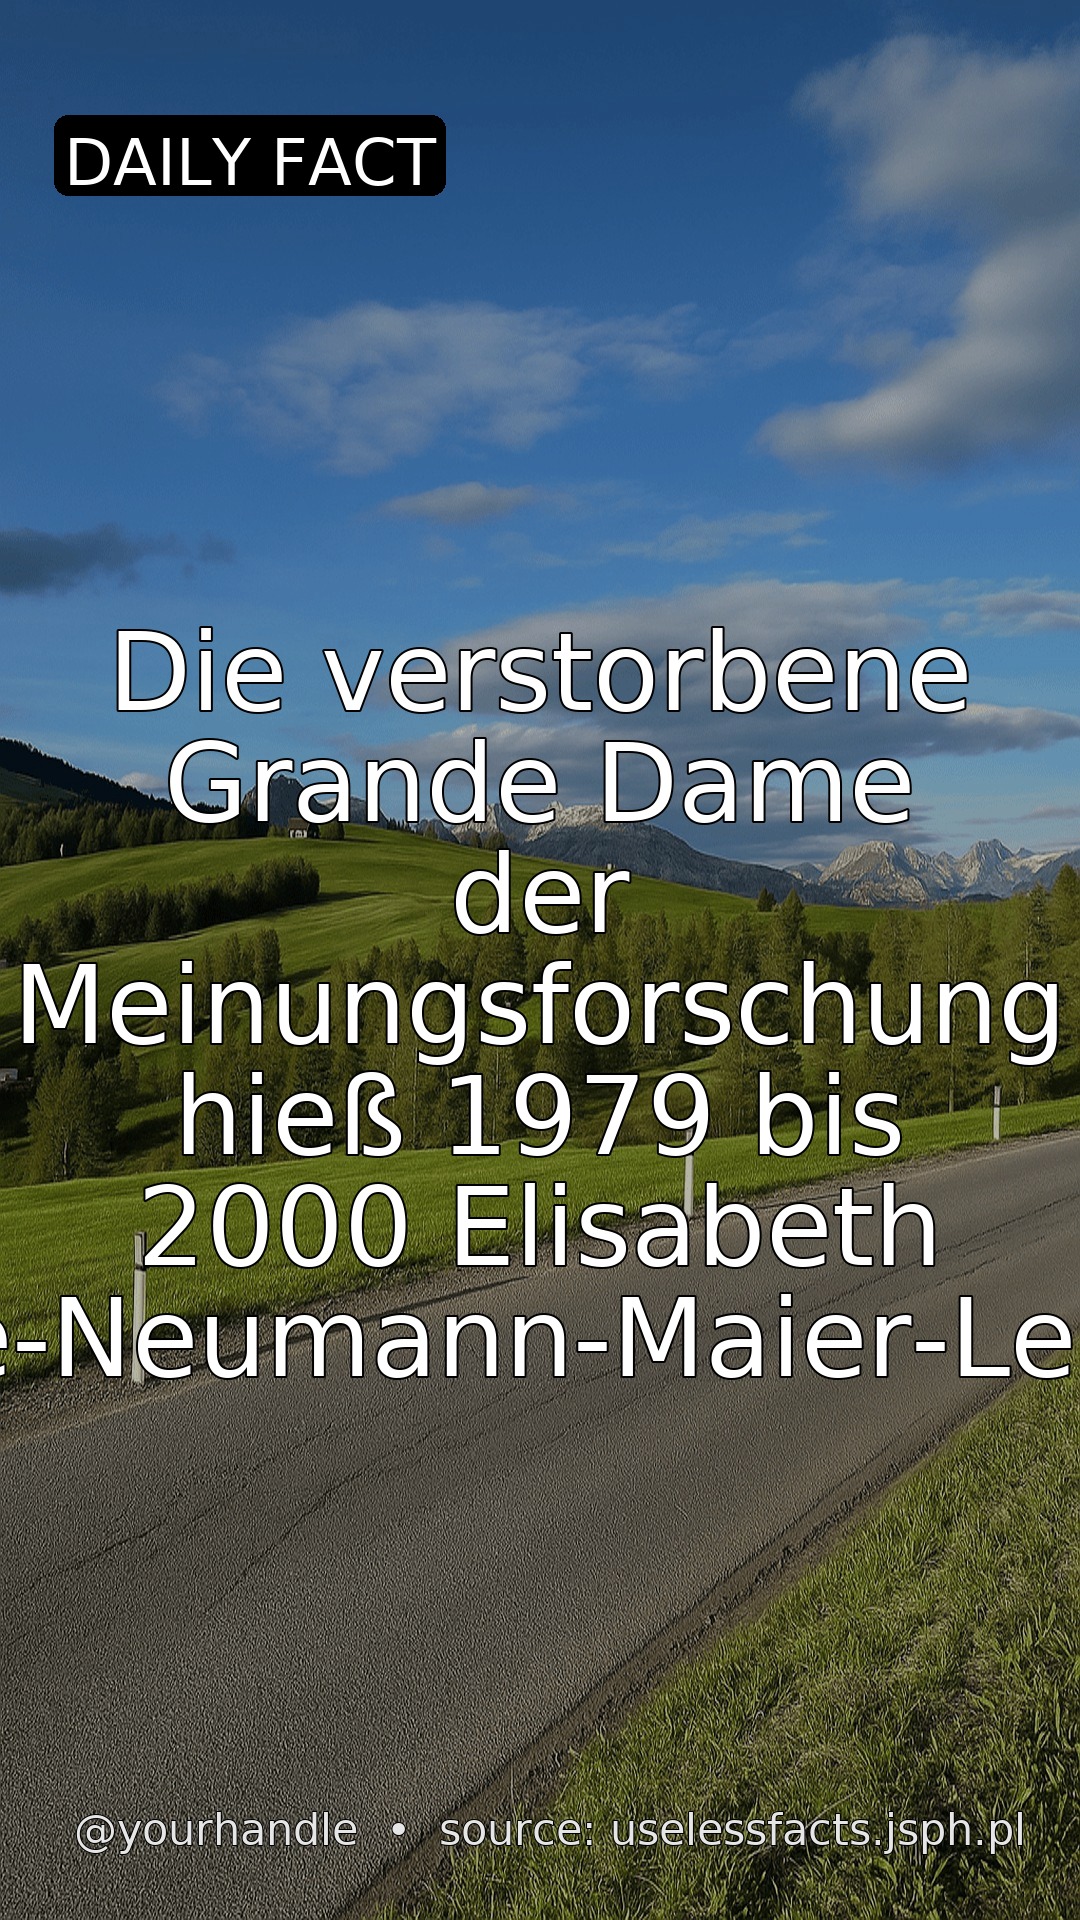 DAILY FACT
Die verstorbene
Grande Dame
der
Meinungsforschung
hieß 1979 bis
2000 Elisabeth
e-Neumann-Maier-Le
@yourhandle • source: uselessfacts.jsph.pl